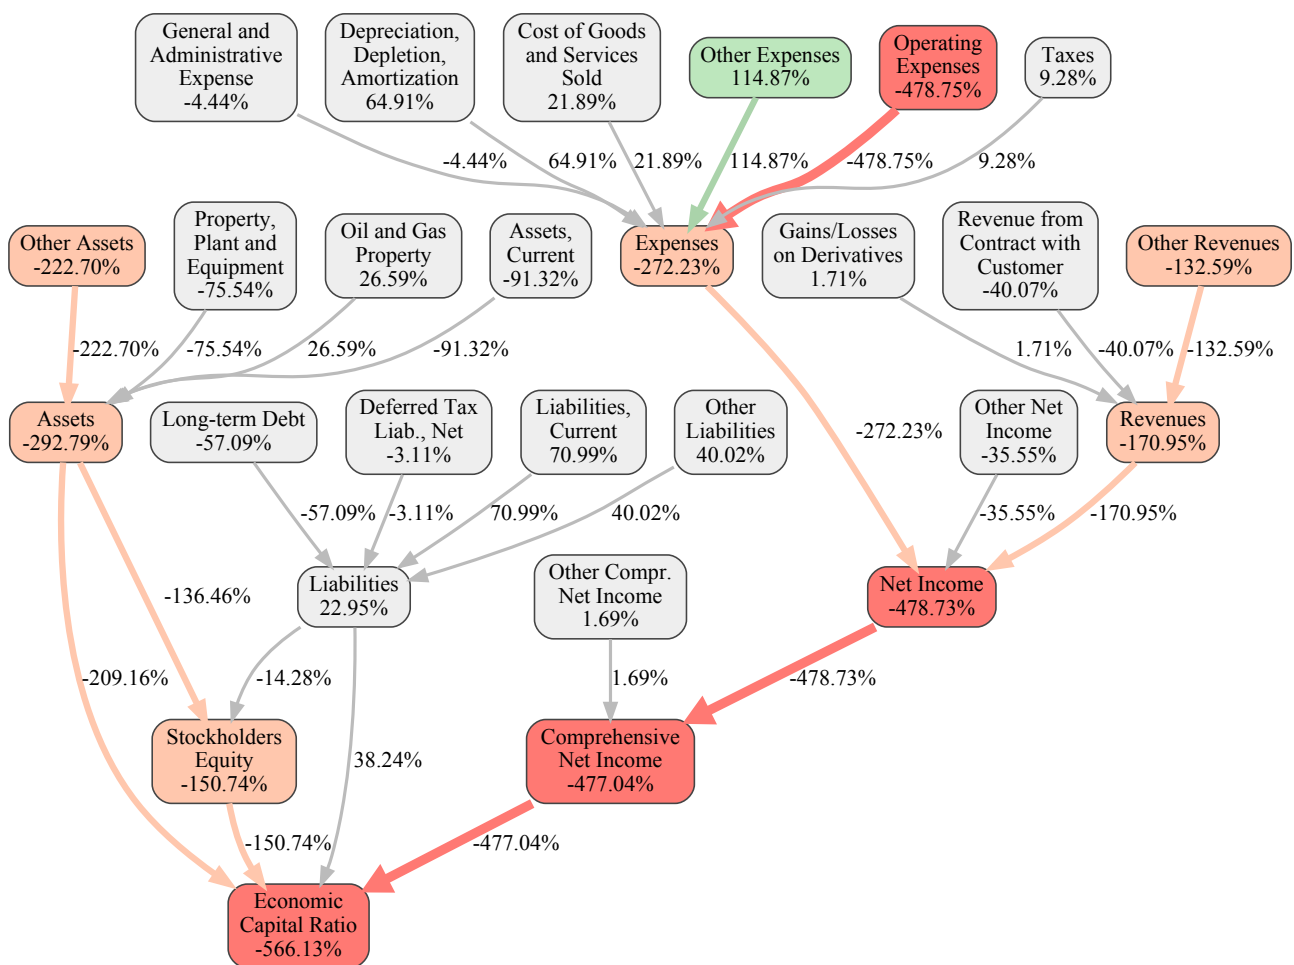 General and
Administrative
Expense
-4.44%
Depreciation,
Depletion,
Amortization
64.91%
Cost of Goods
and Services
Sold
21.89%
Other Expenses
114.87%
Operating
Expenses
-478.75%
Taxes
9.28%
-4.44%
64.91%
21.89%
114.87%
-478.75%
9.28%
Other Assets
-222.70%
Property,
Plant and
Equipment
-75.54%
Oil and Gas
Property
26.59%
Assets,
Current
-91.32%
Expenses
-272.23%
Gains/Losses
on Derivatives
1.71%
Revenue from
Contract with
Customer
-40.07%
Other Revenues
-132.59%
-222.70%
-75.54%
26.59%
-91.32%
1.71%
-40.07%
-132.59%
Assets
-292.79%
Long-term Debt
-57.09%
Deferred Tax
Liab., Net
-3.11%
Liabilities,
Current
70.99%
Other
Liabilities
40.02%
-272.23%
Other Net
Income
-35.55%
Revenues
-170.95%
-57.09%
-3.11%
70.99%
40.02%
-35.55%
-170.95%
-136.46%
Liabilities
22.95%
Other Compr.
Net Income
1.69%
Net Income
-478.73%
-209.16%
-14.28%
1.69%
-478.73%
Stockholders
Equity
-150.74%
38.24%
Comprehensive
Net Income
-477.04%
-150.74%
-477.04%
Economic
Capital Ratio
-566.13%